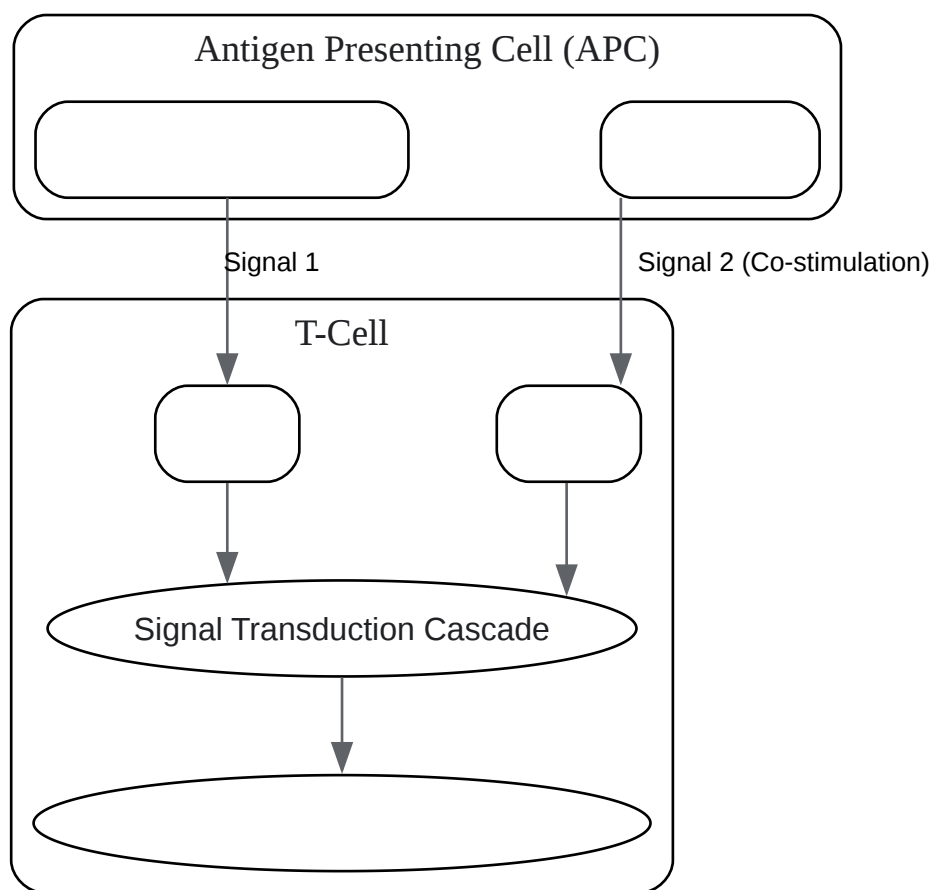 Antigen Presenting Cell (APC)
Signal 1
Signal 2 (Co-stimulation)
T-Cell
Signal Transduction Cascade